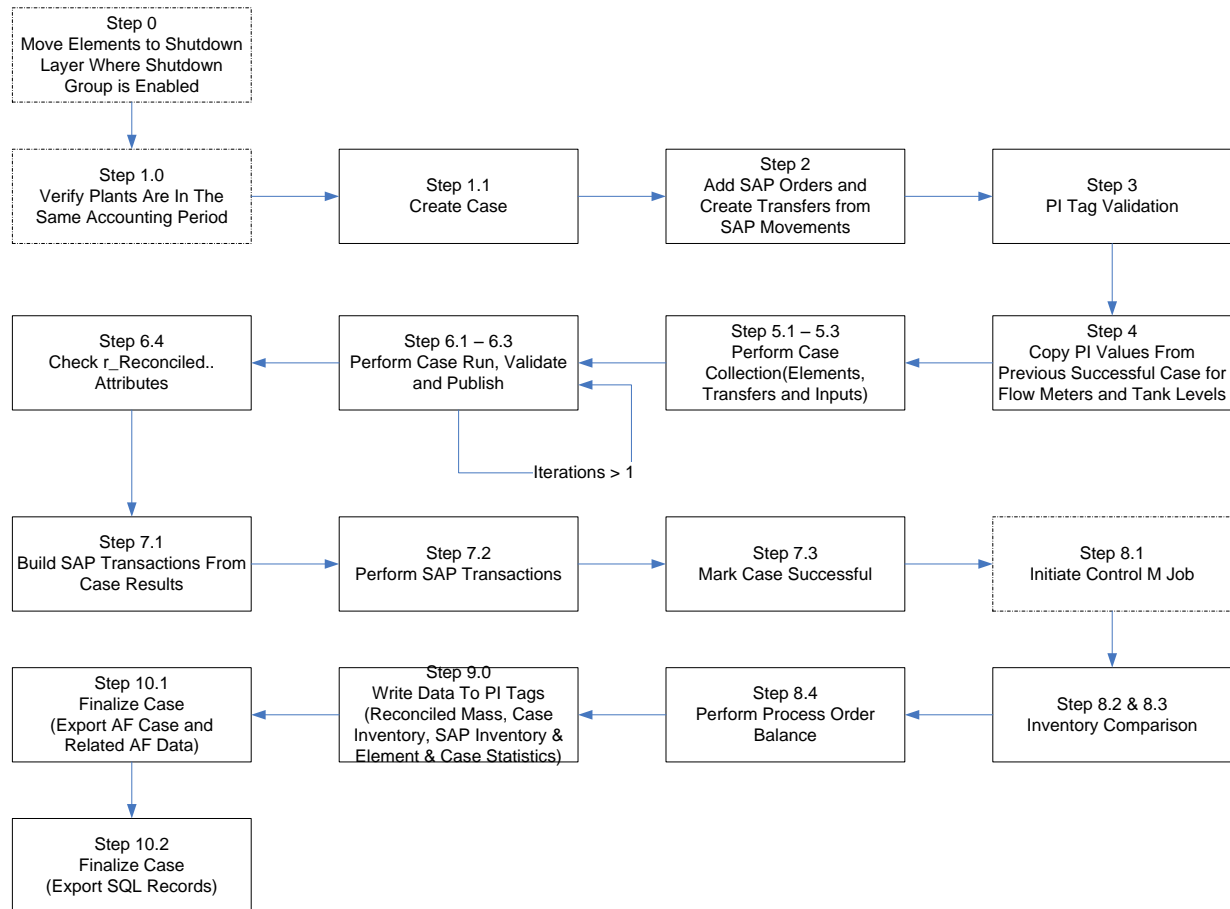 Step 0
Move Elements to Shutdown
Layer Where Shutdown
Group is Enabled
Step 1.0
Verify Plants Are In The
Same Accounting Period
Step 1.1
Create Case
Step 2
Add SAP Orders and
Create Transfers from
SAP Movements
Step 3
PI Tag Validation
Step 6.4
Check r_Reconciled..
Attributes
Step 6.1 – 6.3
Perform Case Run, Validate
and Publish
Step 5.1 – 5.3
Perform Case
Collection(Elements,
Transfers and Inputs)
Step 4
Copy PI Values From
Previous Successful Case for
Flow Meters and Tank Levels
Iterations > 1
Step 7.1
Build SAP Transactions From
Case Results
Step 7.2
Perform SAP Transactions
Step 7.3
Mark Case Successful
Step 8.1
Initiate Control M Job
Step 10.1
Finalize Case
(Export AF Case and
Related AF Data)
Step 9.0
Write Data To PI Tags
(Reconciled Mass, Case
Inventory, SAP Inventory &
Element & Case Statistics)
Step 8.4
Perform Process Order
Balance
Step 8.2 & 8.3
Inventory Comparison
Step 10.2
Finalize Case
(Export SQL Records)